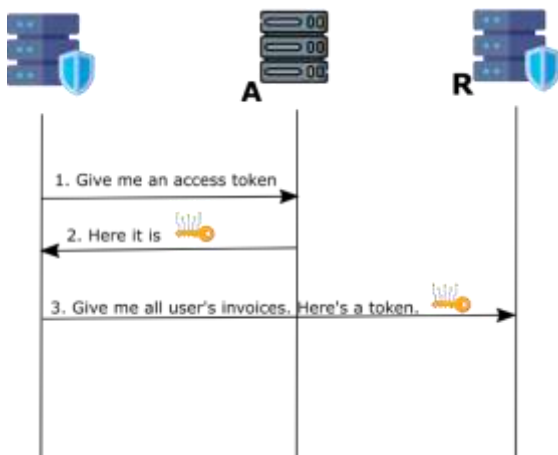 A
R
1. Give me an access token
2. Here it is
3. Give me all user's invoices. Here's a token.